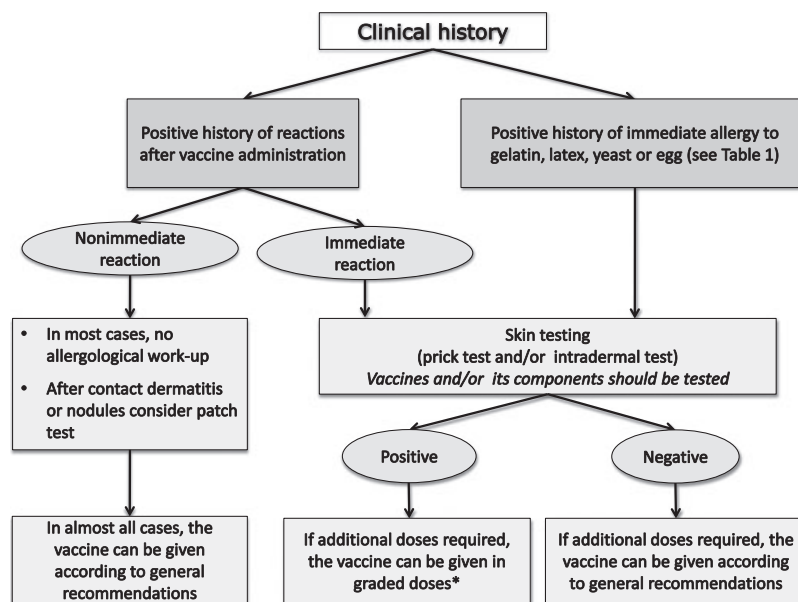 Clinical history
Positive history of reactions
after vaccine administration
Positive history of immediate allergy to
gelatin, latex, yeast or egg (see Table 1)
Nonimmediate
reaction
Immediate
reaction
• In most cases, no
allergological work-up
• After contact dermatitis
or nodules consider patch
test
Skin testing
(prick test and/or intradermal test)
Vaccines and/or its components should be tested
Positive
Negative
In almost all cases, the
vaccine can be given
according to general
recommendations
If additional doses required,
the vaccine can be given in
graded doses*
If additional doses required, the
vaccine can be given according
to general recommendations